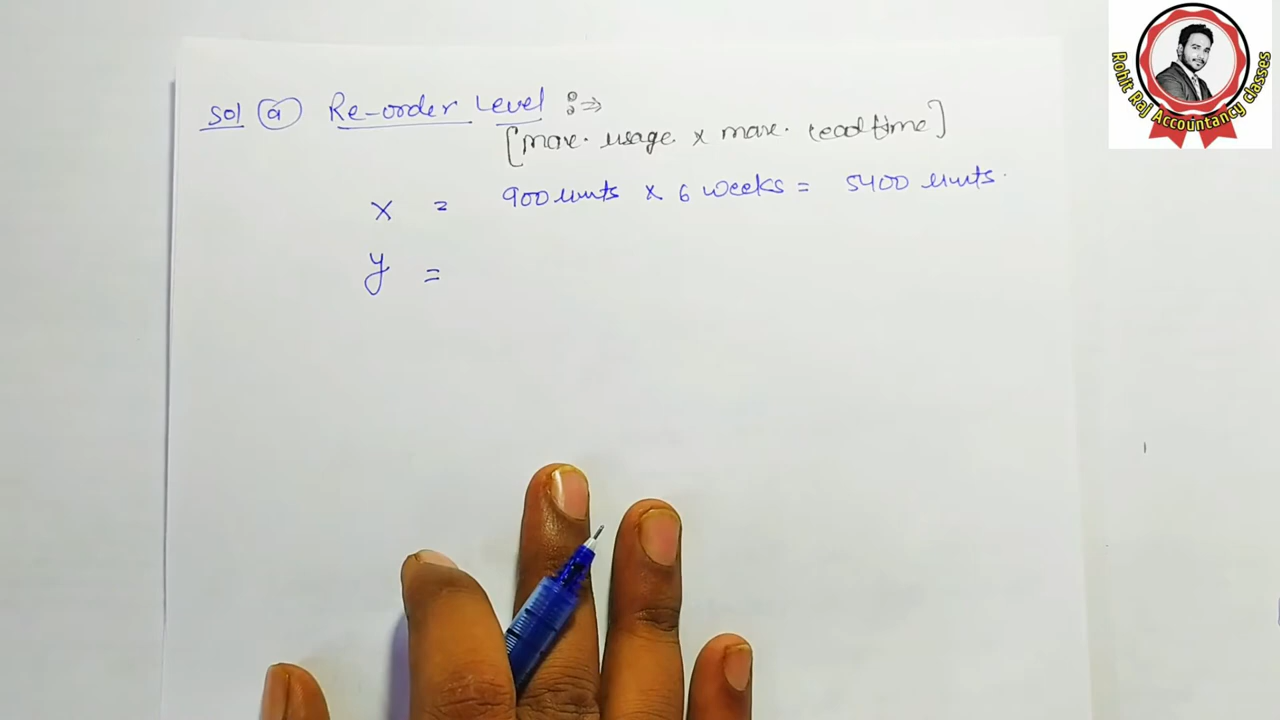 Sol (a) Re-order Level :⇒
[max. usage x max. lead time]
X = 900 units x 6 weeks = 5400 units.
y =
Rohit Raj Accountancy classes